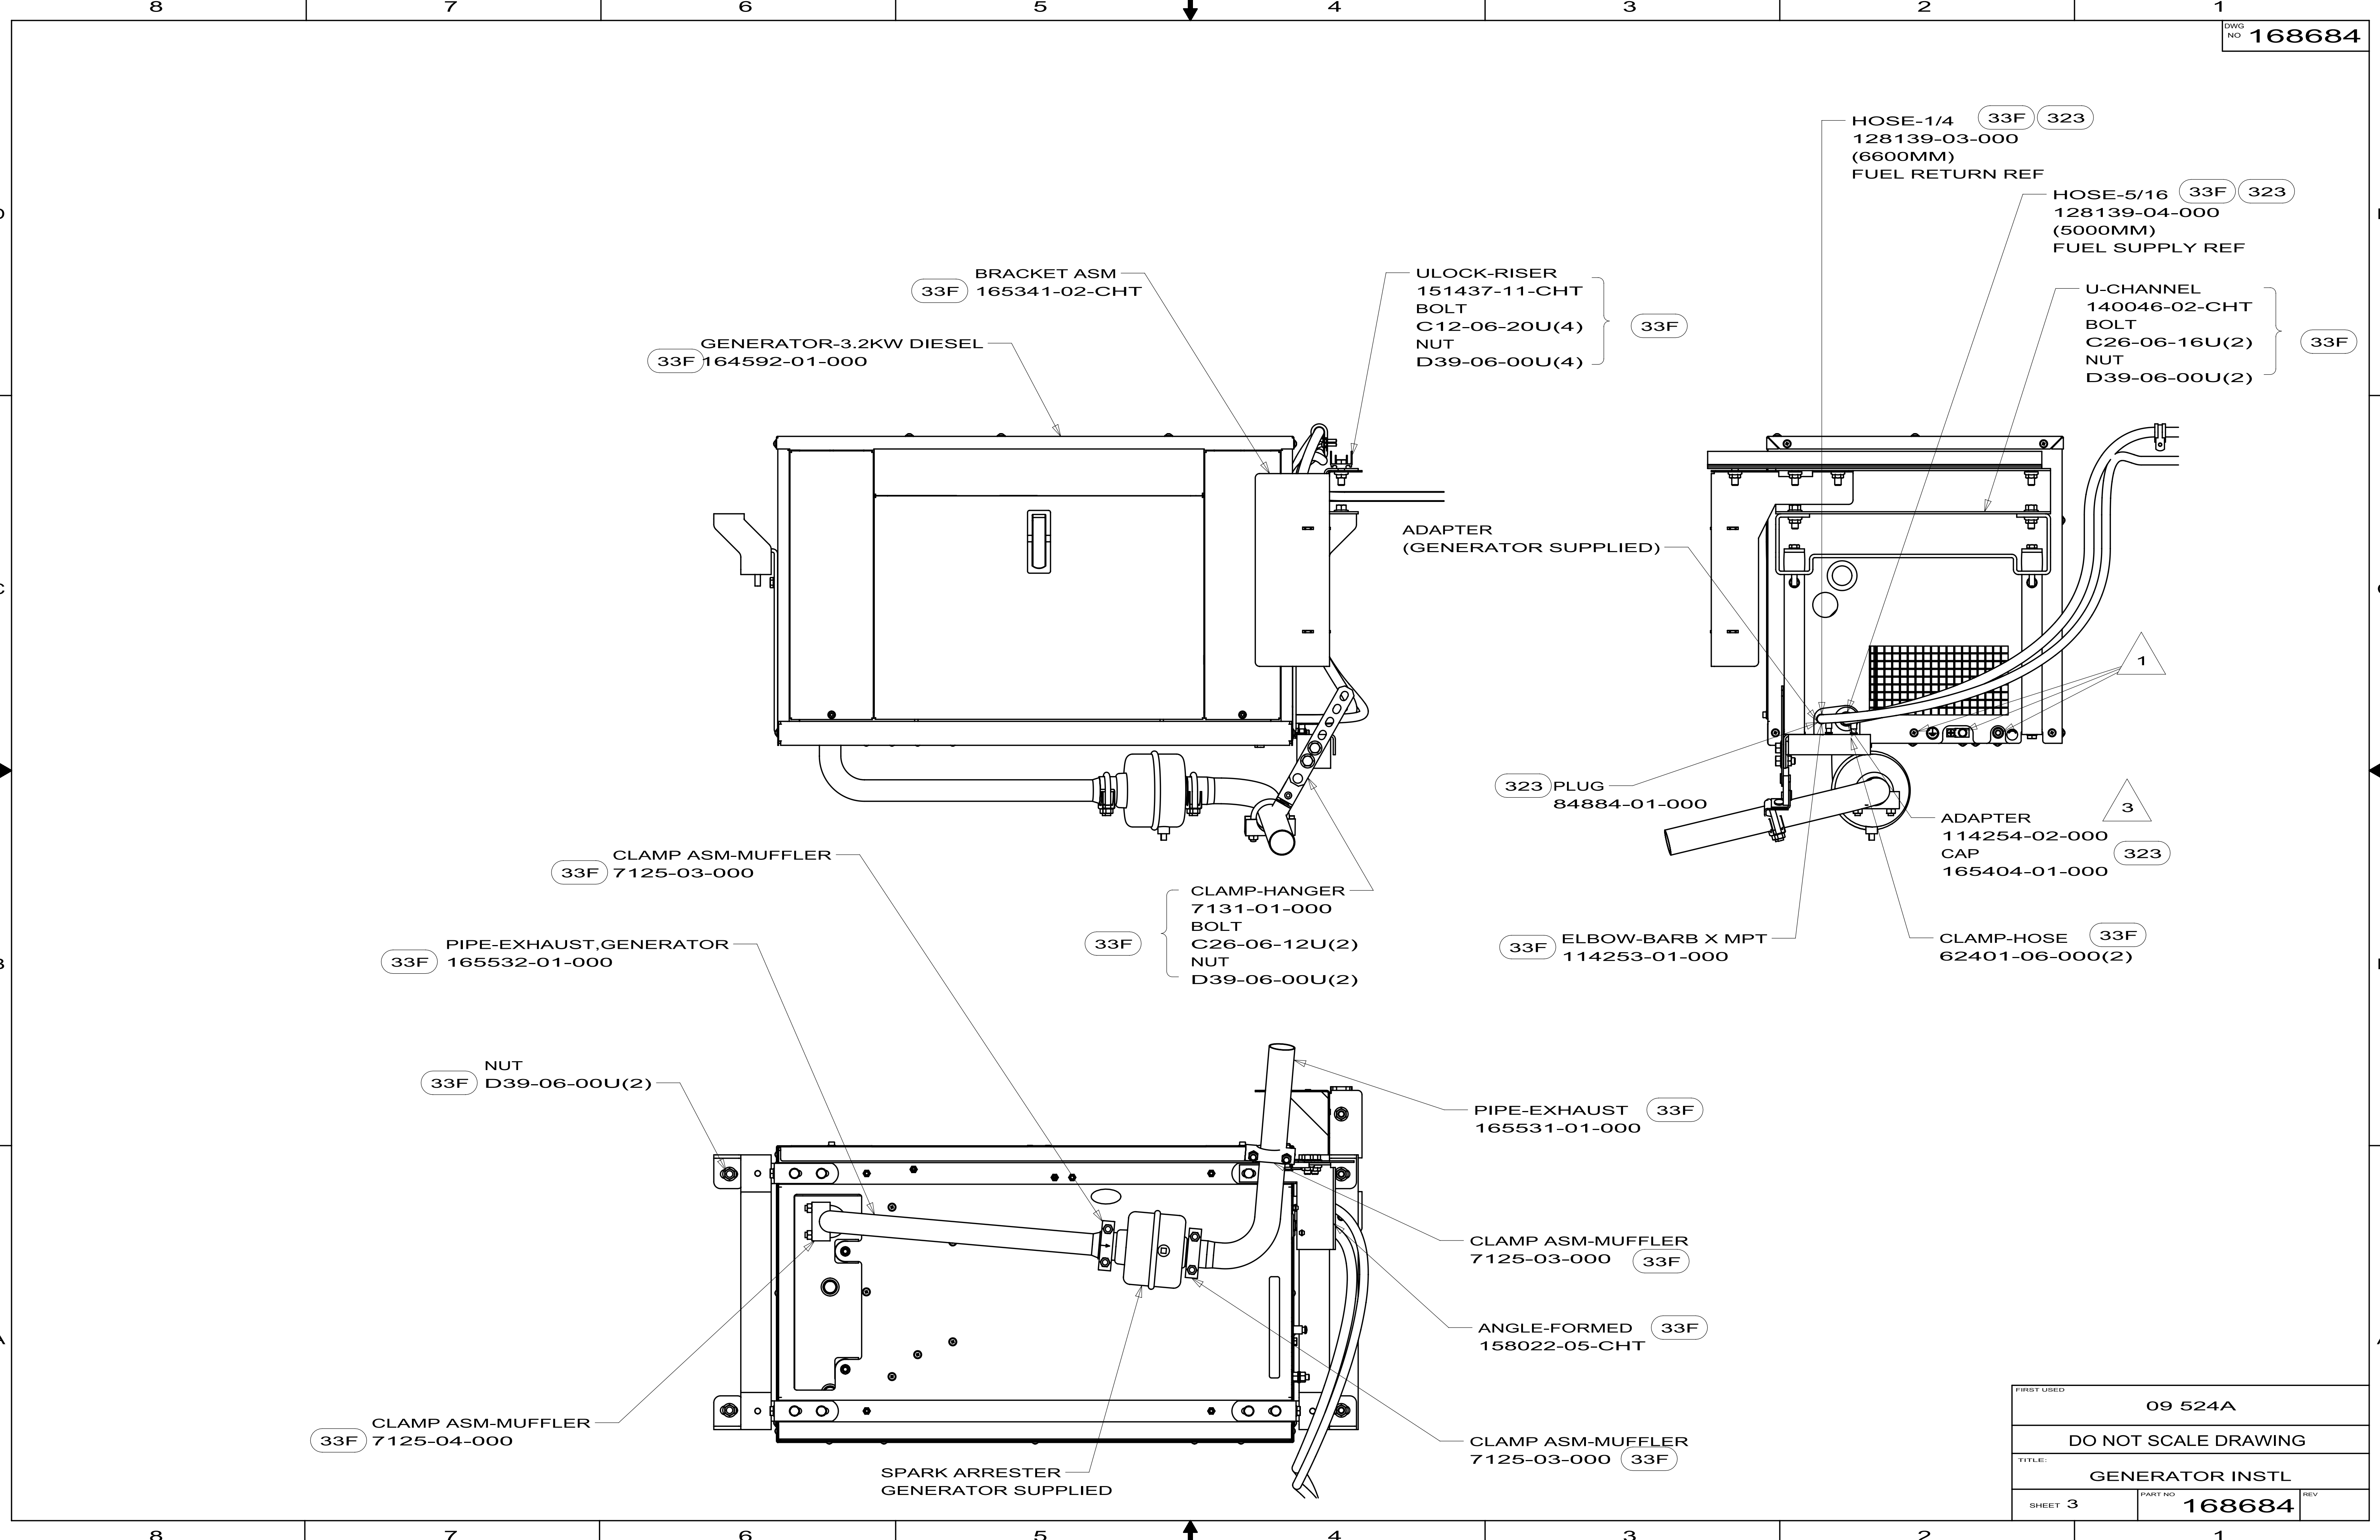 8 7 6 5 4 3 2 1
DWG NO 168684
HOSE-1/4 33F 323
128139-03-000
(6600MM)
FUEL RETURN REF
HOSE-5/16 33F 323
128139-04-000
(5000MM)
FUEL SUPPLY REF
BRACKET ASM
33F 165341-02-CHT
ULOCK-RISER
151437-11-CHT
BOLT
C12-06-20U(4)
33F
NUT
D39-06-00U(4)
U-CHANNEL
140046-02-CHT
BOLT
C26-06-16U(2)
33F
NUT
D39-06-00U(2)
GENERATOR-3.2KW DIESEL
33F 164592-01-000
ADAPTER
(GENERATOR SUPPLIED)
1
323 PLUG
84884-01-000
3
ADAPTER
114254-02-000
CAP 323
165404-01-000
CLAMP ASM-MUFFLER
33F 7125-03-000
CLAMP-HANGER
7131-01-000
BOLT
33F C26-06-12U(2)
NUT
D39-06-00U(2)
PIPE-EXHAUST,GENERATOR
33F 165532-01-000
33F ELBOW-BARB X MPT
114253-01-000
CLAMP-HOSE 33F
62401-06-000(2)
NUT
33F D39-06-00U(2)
PIPE-EXHAUST 33F
165531-01-000
CLAMP ASM-MUFFLER
7125-03-000 33F
ANGLE-FORMED 33F
158022-05-CHT
CLAMP ASM-MUFFLER
33F 7125-04-000
CLAMP ASM-MUFFLER
7125-03-000 33F
SPARK ARRESTER
GENERATOR SUPPLIED
FIRST USED
09 524A
DO NOT SCALE DRAWING
TITLE:
GENERATOR INSTL
SHEET 3 PART NO 168684 REV
8 7 6 5 4 3 2 1